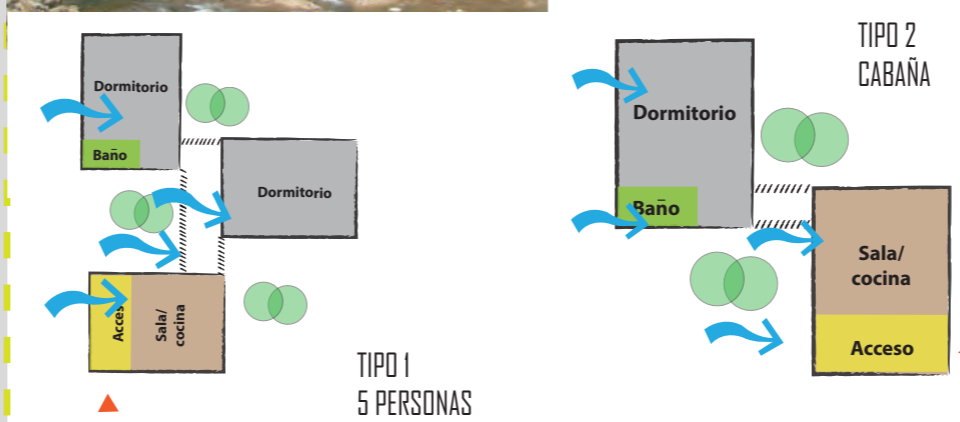 Dormitorio
Baño
Dormitorio
Acces
Sala/
cocina
TIPO 1
5 PERSONAS
TIPO 2
CABAÑA
Dormitorio
Baño
Sala/
cocina
Acceso